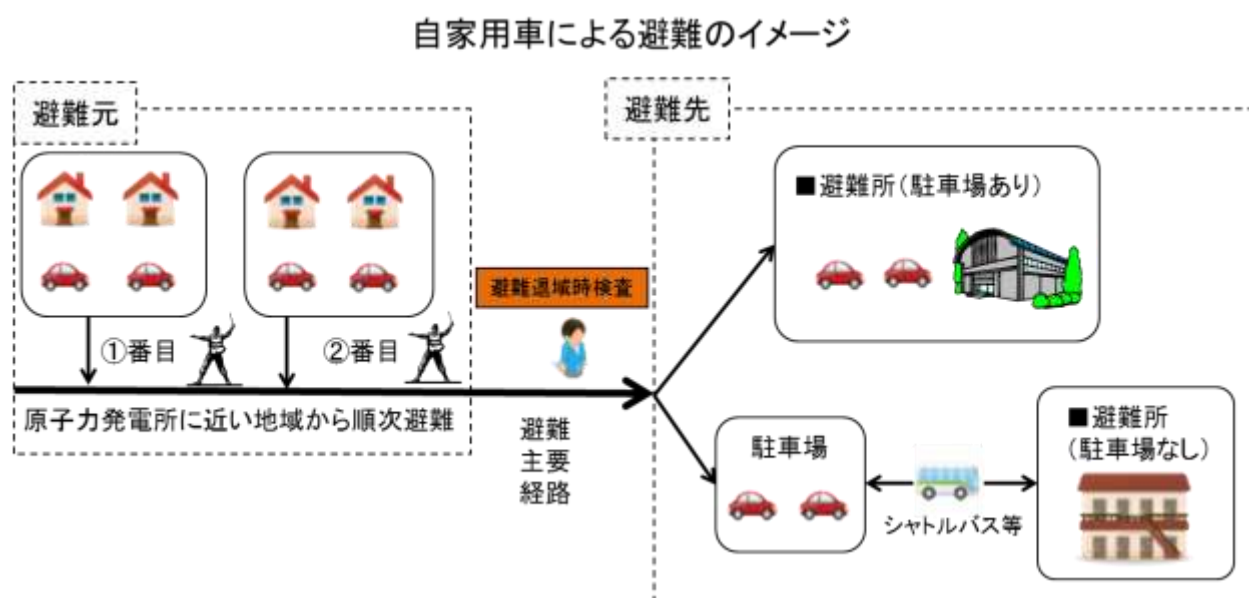 自家用車による避難のイメージ
避難元
①番目
②番目
原子力発電所に近い地域から順次避難
避難退域時検査
避難
主要
経路
避難先
■避難所(駐車場あり)
駐車場
シャトルバス等
■避難所
(駐車場なし)